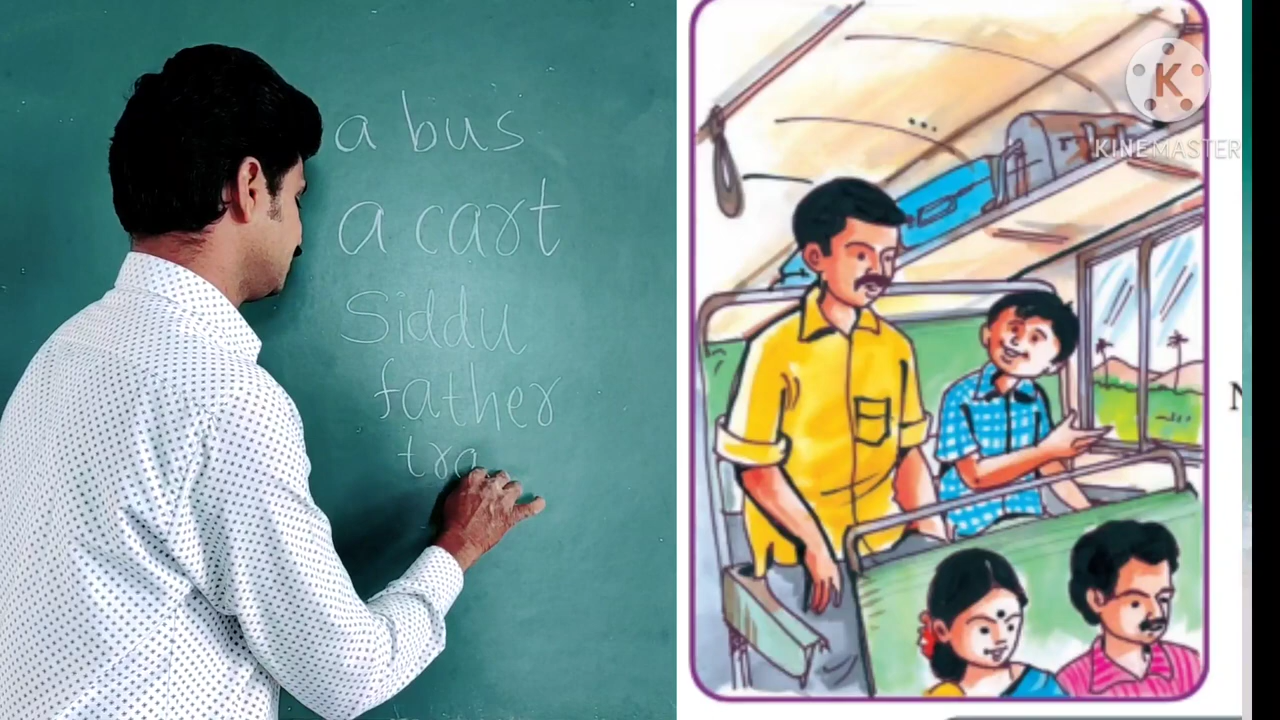 a bus
a cart
Siddu
father
tra
K
KINEMASTER
N